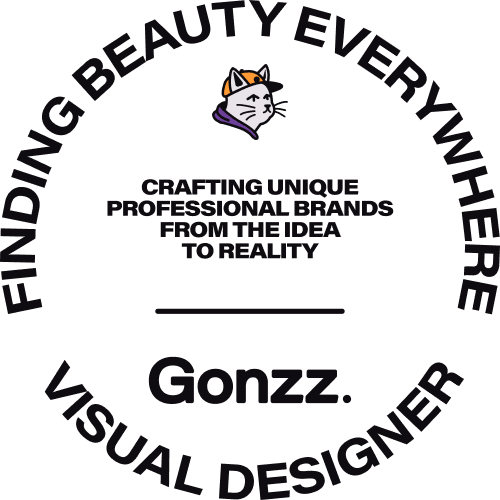 FINDING BEAUTY EVERYWHERE
CRAFTING UNIQUE
PROFESSIONAL BRANDS
FROM THE IDEA
TO REALITY
Gonzz.
VISUAL DESIGNER